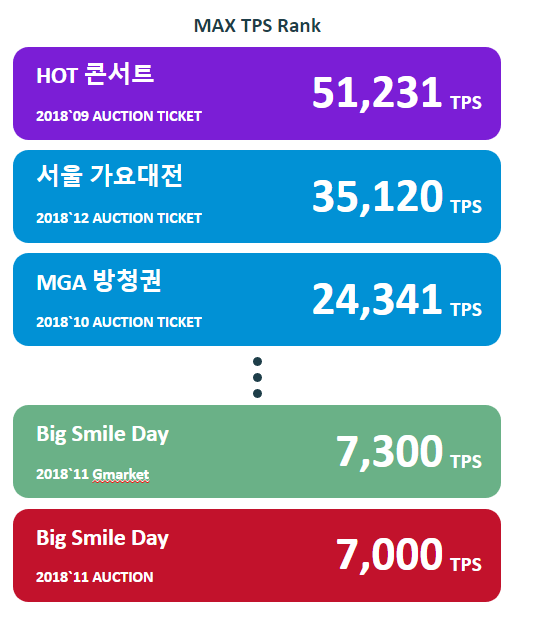 MAX TPS Rank
HOT 콘서트
51,231 TPS
2018`09 AUCTION TICKET
서울 가요대전
35,120 TPS
2018`12 AUCTION TICKET
MGA 방청권
24,341 TPS
2018`10 AUCTION TICKET
Big Smile Day
7,300 TPS
2018`11 Gmarket
Big Smile Day
7,000 TPS
2018`11 AUCTION